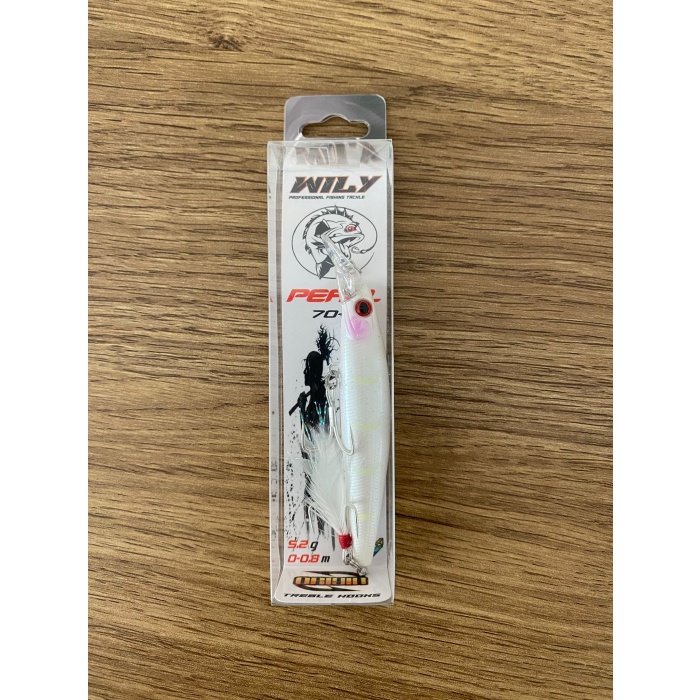 WILY
PROFESSIONAL FISHING TACKLE
70-
5.2 g
0-0.8 m
TREBLE HOOKS